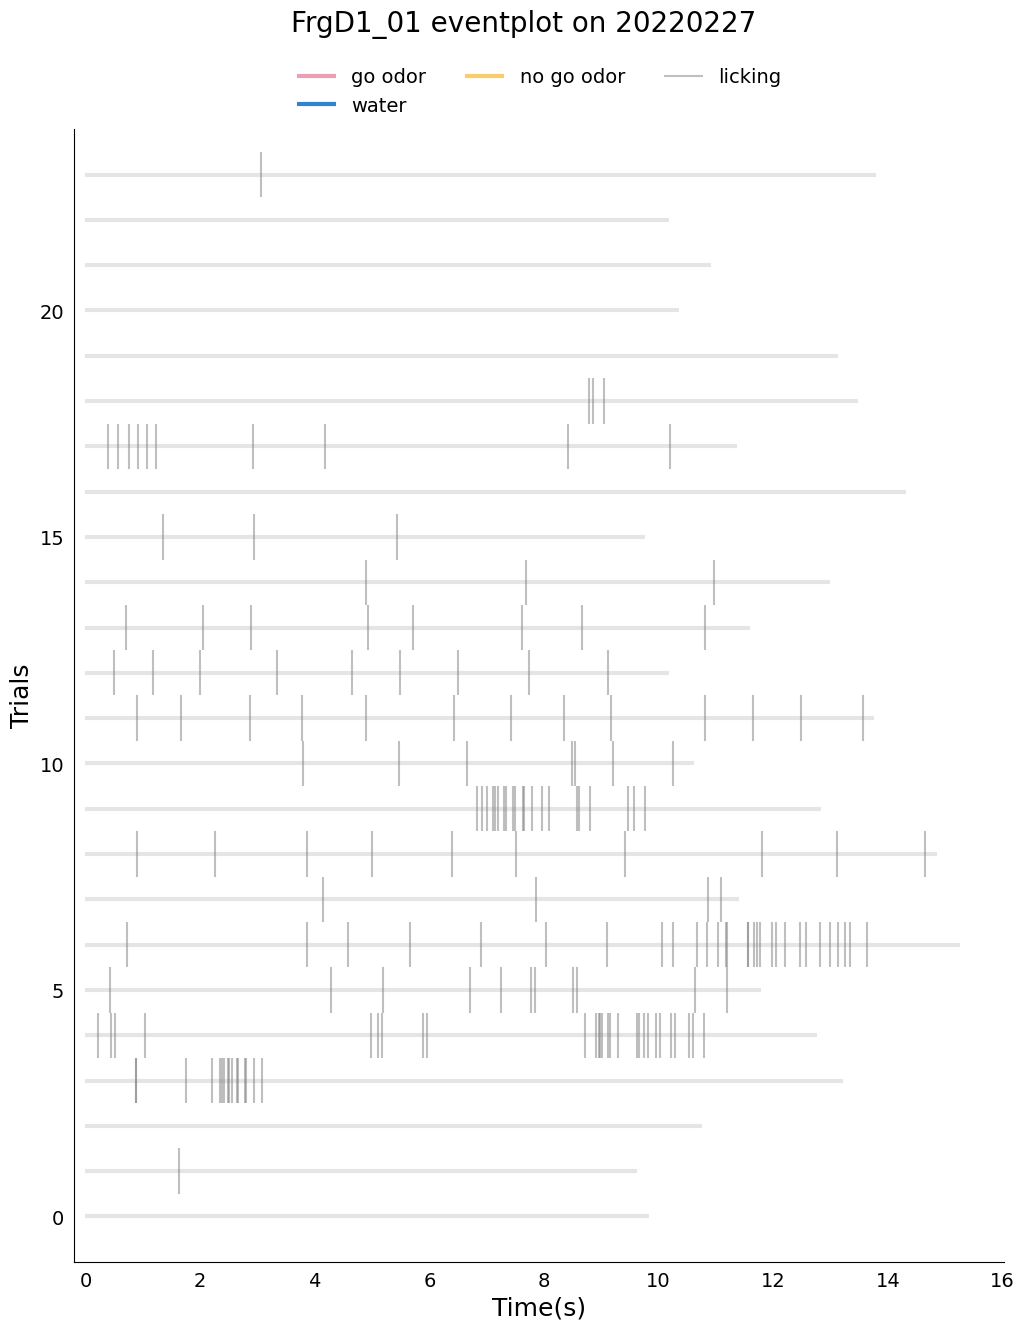 FrgD1_01 eventplot on 20220227
go odor
no go odor
licking
water
20
15
10
5
0
Trials
0 2 4 6 8 10 12 14 16
Time(s)